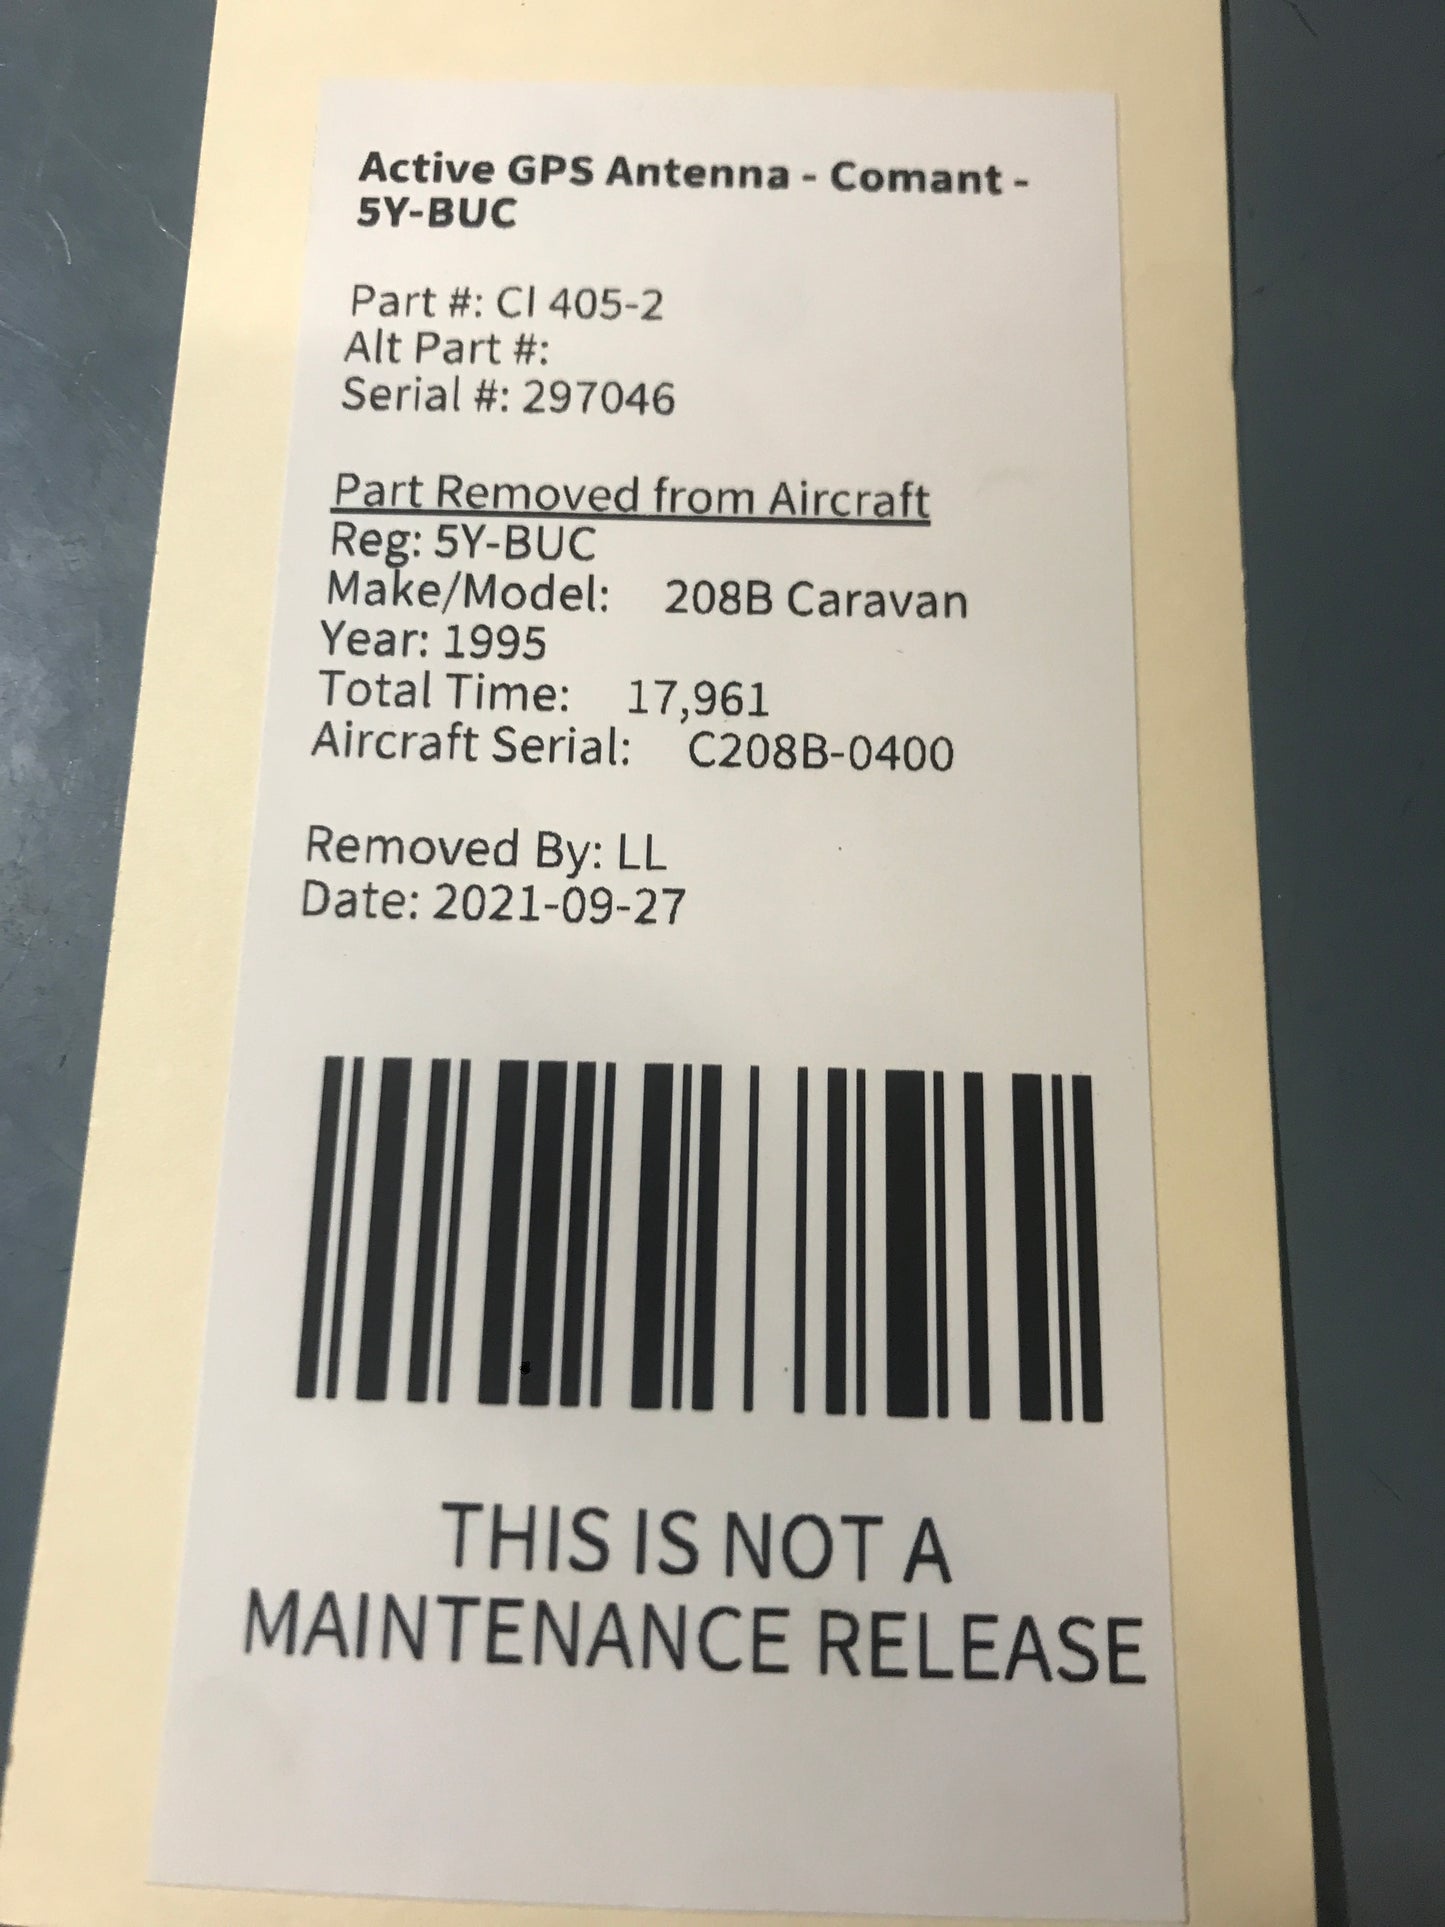 Active GPS Antenna - Comant -
5Y-BUC
Part #: CI 405-2
Alt Part #:
Serial #: 297046
Part Removed from Aircraft
Reg: 5Y-BUC
Make/Model: 208B Caravan
Year: 1995
Total Time: 17,961
Aircraft Serial: C208B-0400
Removed By: LL
Date: 2021-09-27
THIS IS NOT A
MAINTENANCE RELEASE